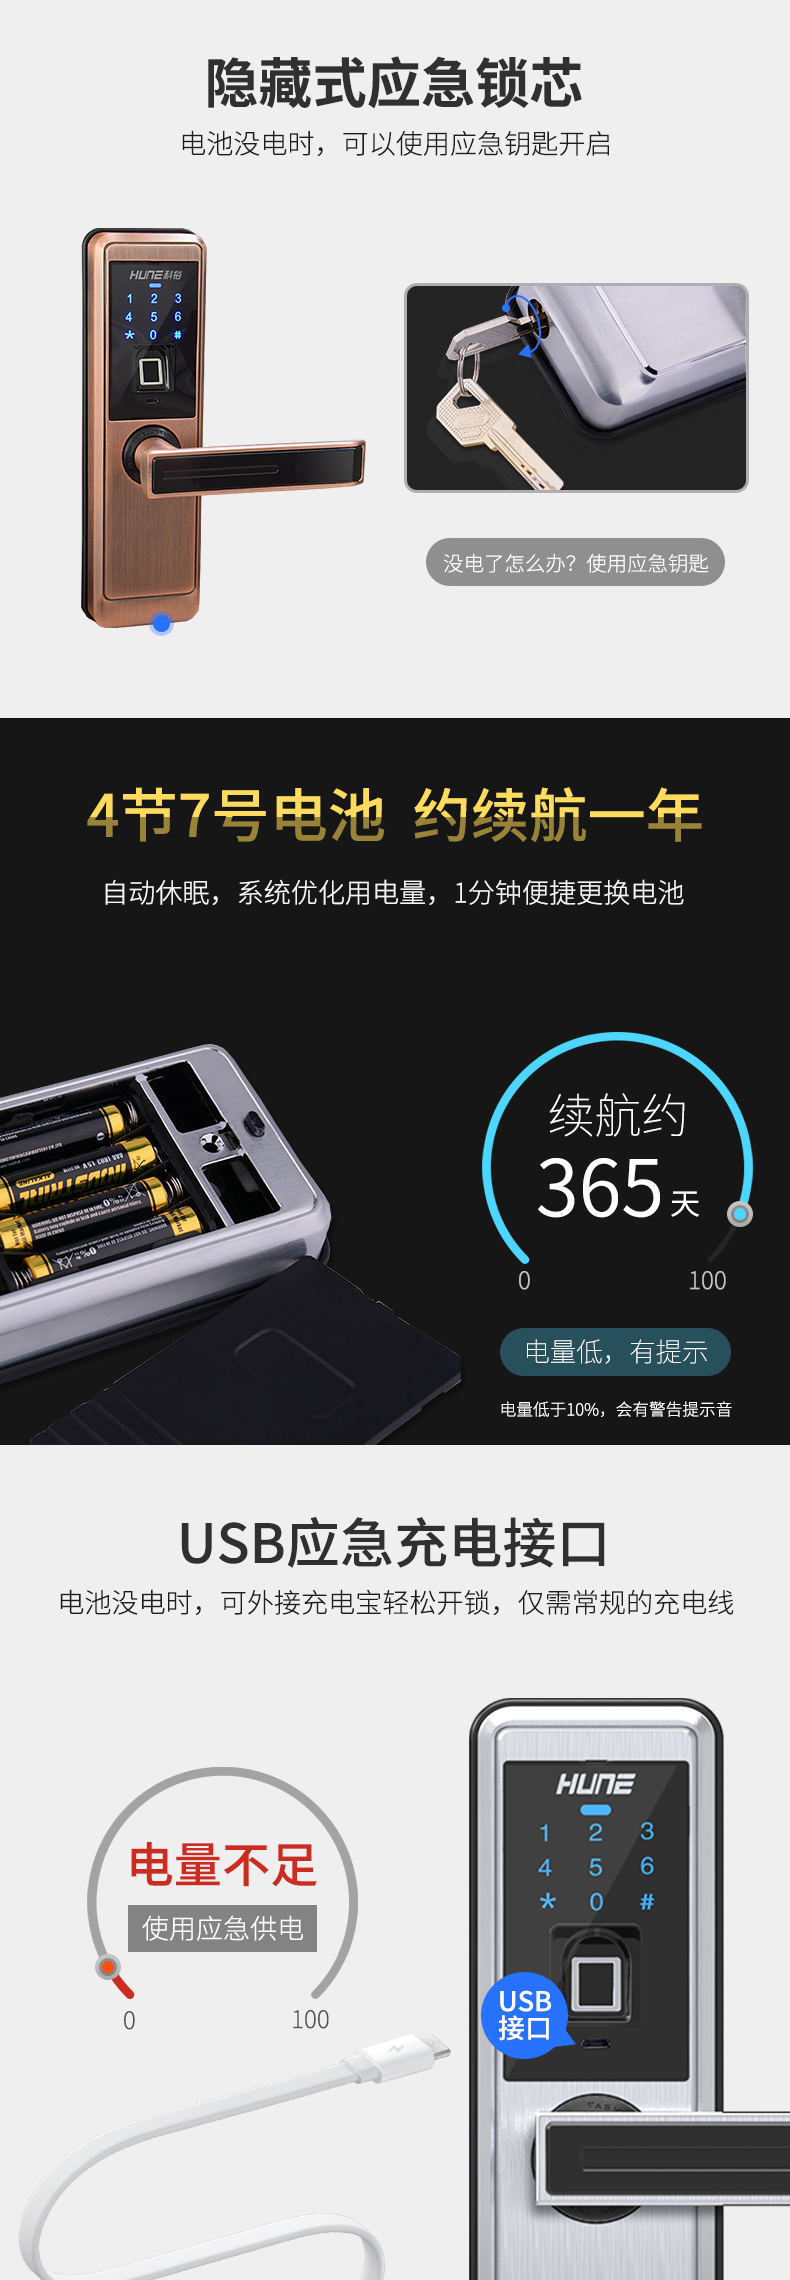 隐藏式应急锁芯
电池没电时，可以使用应急钥匙开启
HUNE科裕
1 2 3
4 5 6
* 0 #
没电了怎么办？使用应急钥匙
4节7号电池 约续航一年
自动休眠，系统优化用电量，1分钟便捷更换电池
续航约
365天
0 100
AAA LR03 1.5V
ALKALINE
INDUSTRIAL
电量低，有提示
电量低于10%，会有警告提示音
USB应急充电接口
电池没电时，可外接充电宝轻松开锁，仅需常规的充电线
HUNE
1 2 3
4 5 6
* 0 #
电量不足
使用应急供电
0 100
USB
接口